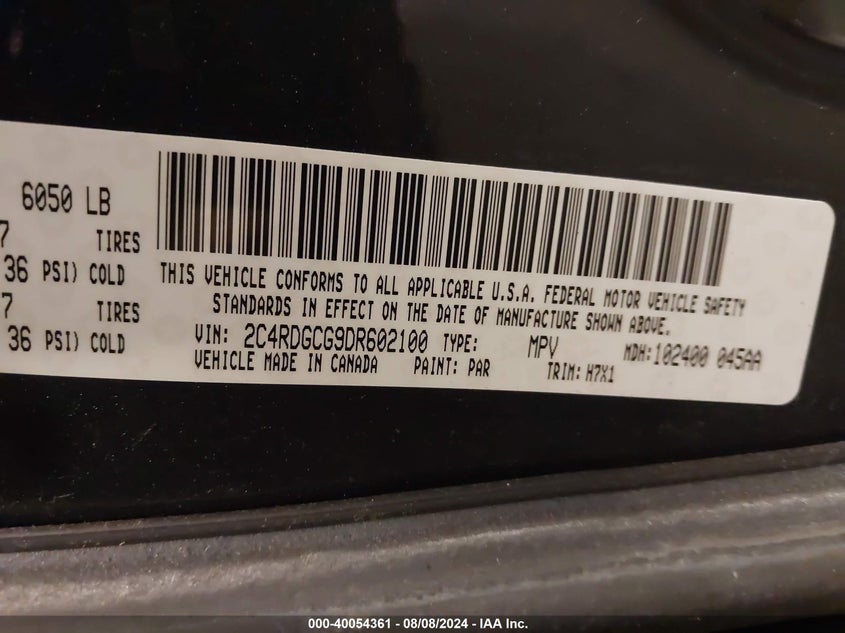 6050 LB
7 TIRES
36 PSI) COLD
7 TIRES
36 PSI) COLD
THIS VEHICLE CONFORMS TO ALL APPLICABLE U.S.A. FEDERAL MOTOR VEHICLE SAFETY
STANDARDS IN EFFECT ON THE DATE OF MANUFACTURE SHOWN ABOVE.
VIN: 2C4RDGCG9DR602100 TYPE: MPV MDH:102400 045AA
VEHICLE MADE IN CANADA PAINT: PAR TRIM: H7X1
000-40054361 - 08/08/2024 - IAA Inc.